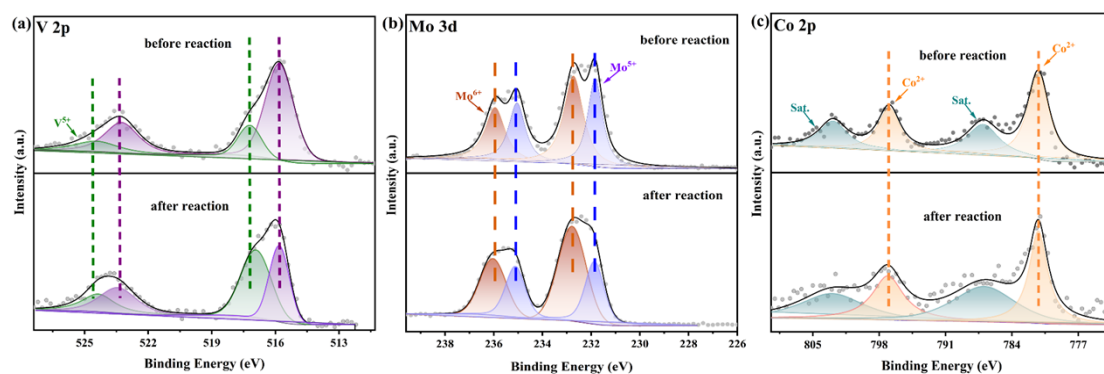 (a)
V 2p
before reaction
V⁵⁺
after reaction
Intensity (a.u.)
525 522 519 516 513
Binding Energy (eV)
(b)
Mo 3d
before reaction
Mo⁶⁺
Mo⁵⁺
after reaction
Intensity (a.u.)
238 236 234 232 230 228 226
Binding Energy (eV)
(c)
Co 2p
before reaction
Co²⁺
Co²⁺
Sat.
Sat.
after reaction
Intensity (a.u.)
805 798 791 784 777
Binding Energy (eV)